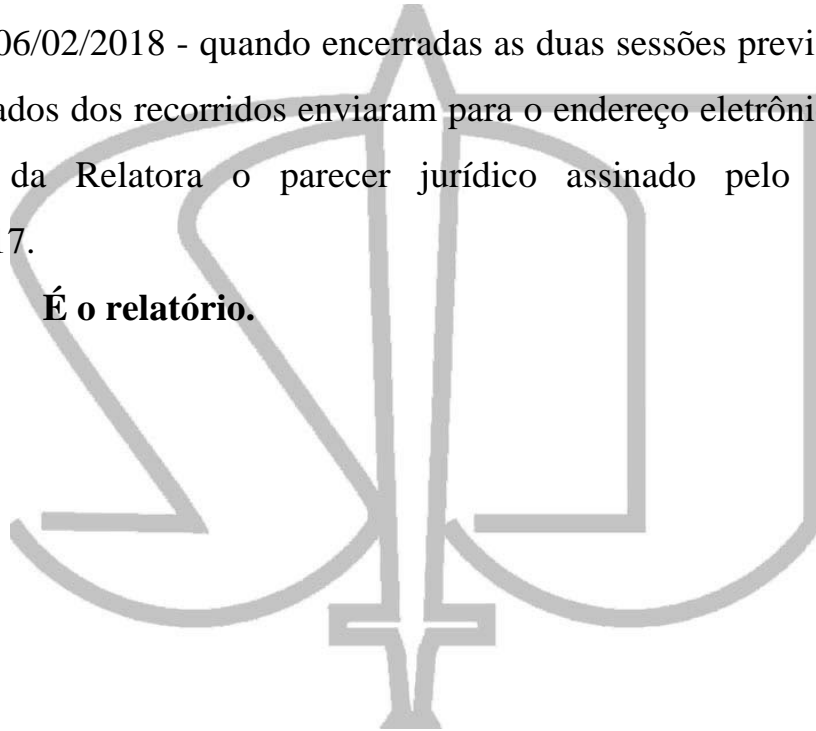 06/02/2018 - quando encerradas as duas sessões previ
ados dos recorridos enviaram para o endereço eletrôni
da Relatora o parecer jurídico assinado pelo
7.
É o relatório.